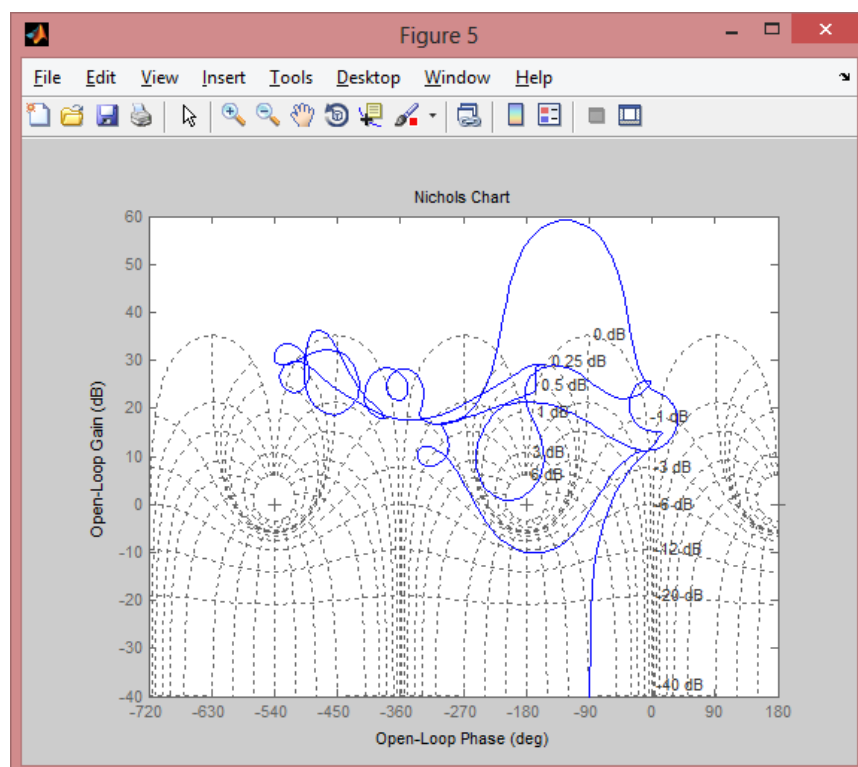 Figure 5
File Edit View Insert Tools Desktop Window Help
Nichols Chart
Open-Loop Gain (dB)
60
50
40
30
20
10
0
-10
-20
-30
-40
0 dB
0.25 dB
0.5 dB
1 dB
-1 dB
3 dB
-3 dB
6 dB
-6 dB
-12 dB
-20 dB
-40 dB
-720 -630 -540 -450 -360 -270 -180 -90 0 90 180
Open-Loop Phase (deg)